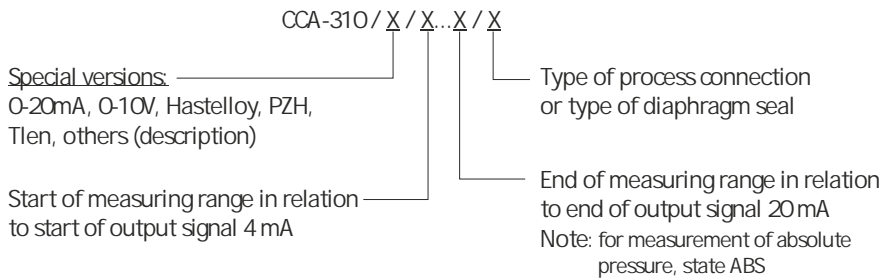 CCA-310 / X / X...X / X
Special versions:
0-20mA, 0-10V, Hastelloy, PZH,
Tlen, others (description)
Start of measuring range in relation
to start of output signal 4 mA
Type of process connection
or type of diaphragm seal
End of measuring range in relation
to end of output signal 20 mA
Note: for measurement of absolute
pressure, state ABS